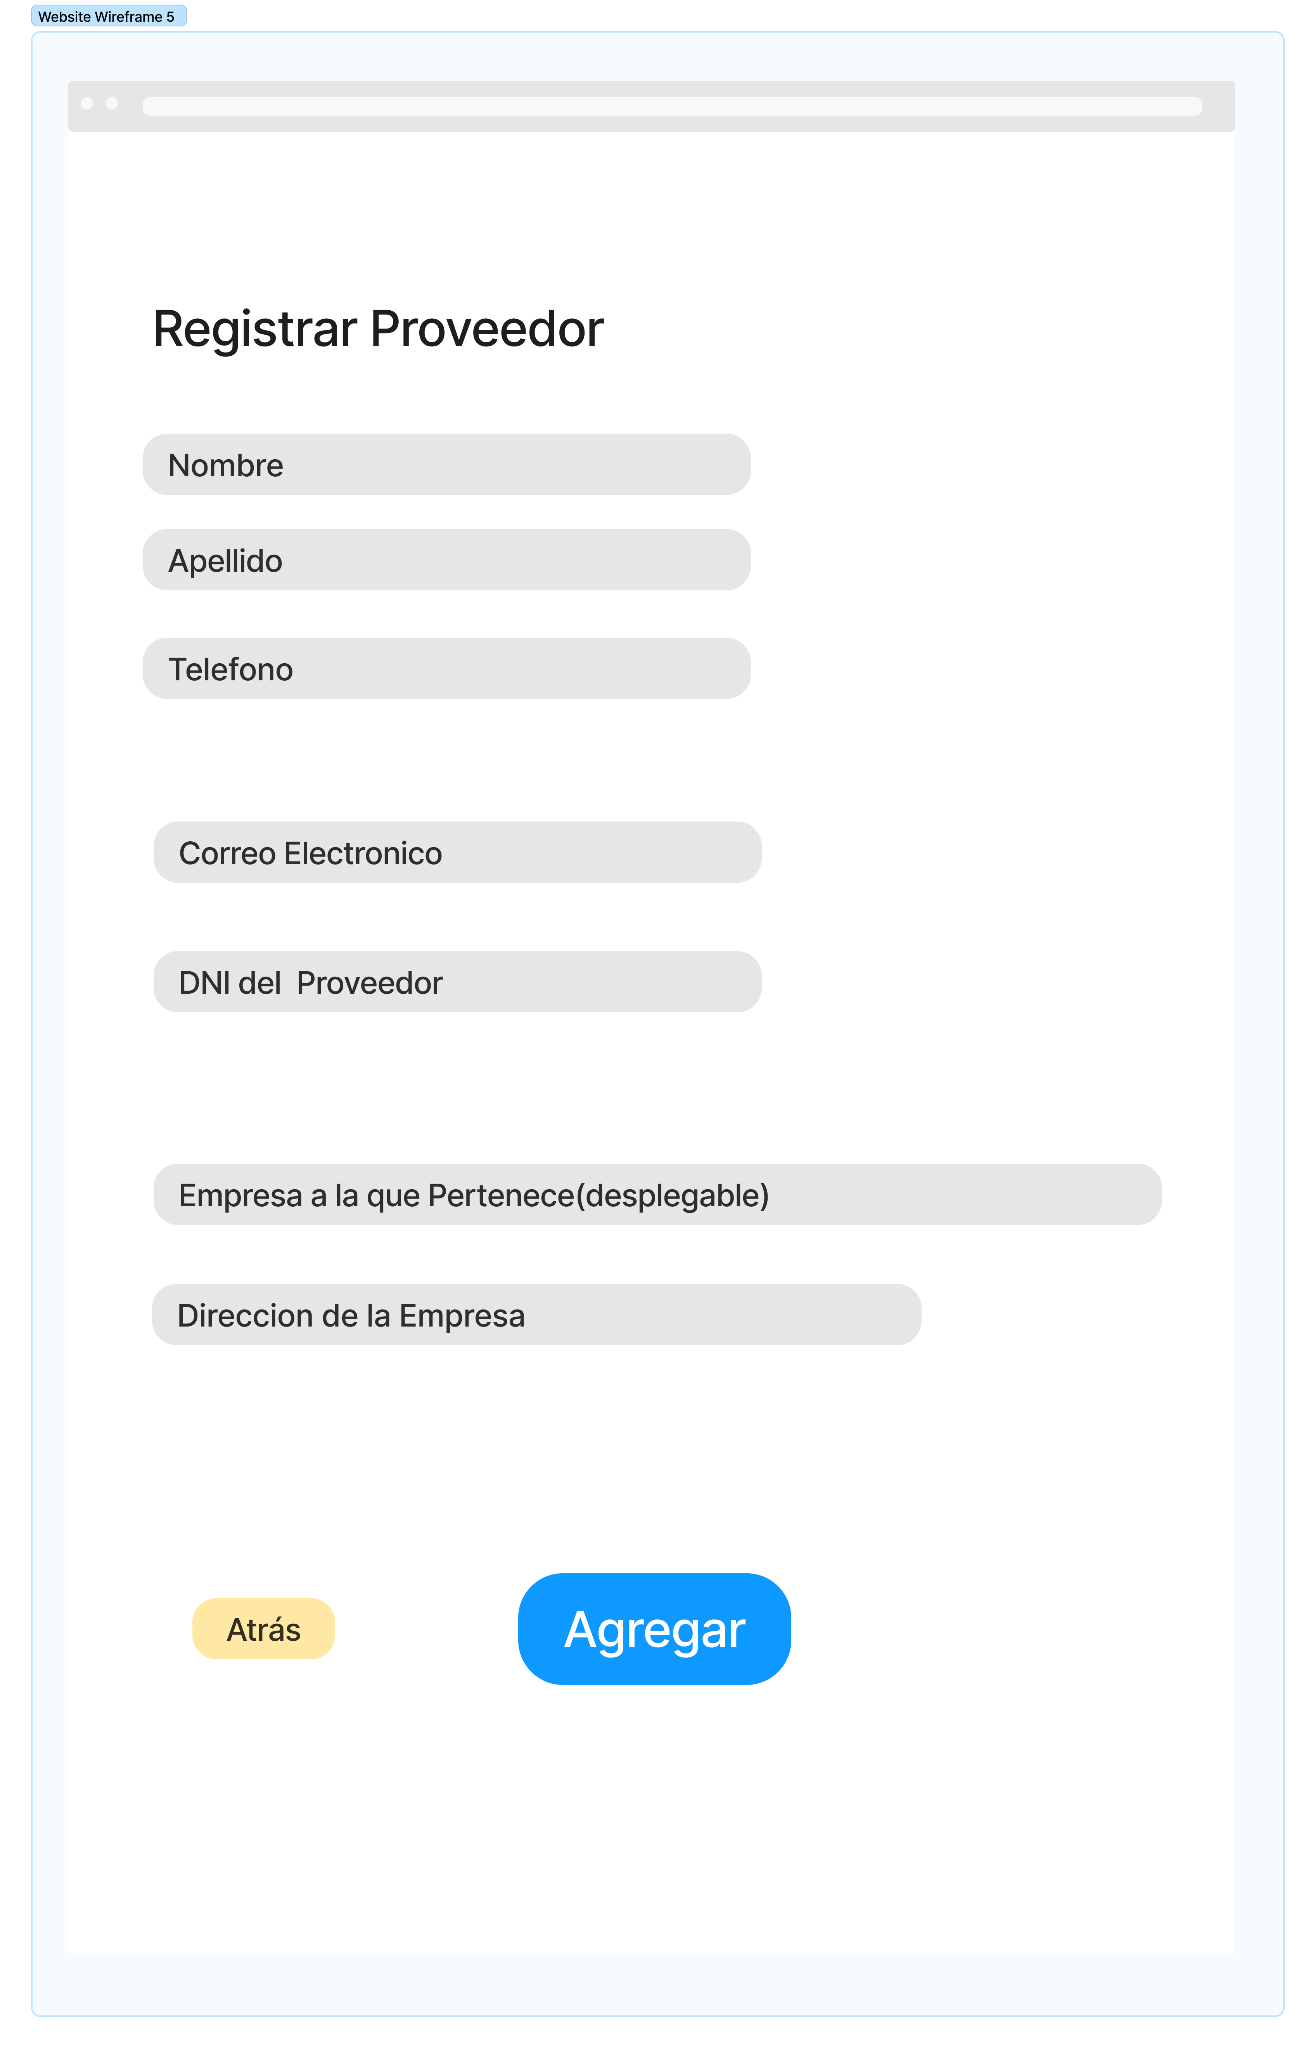 Website Wireframe 5
Registrar Proveedor
Nombre
Apellido
Telefono
Correo Electronico
DNI del  Proveedor
Empresa a la que Pertenece(desplegable)
Direccion de la Empresa
Atrás
Agregar